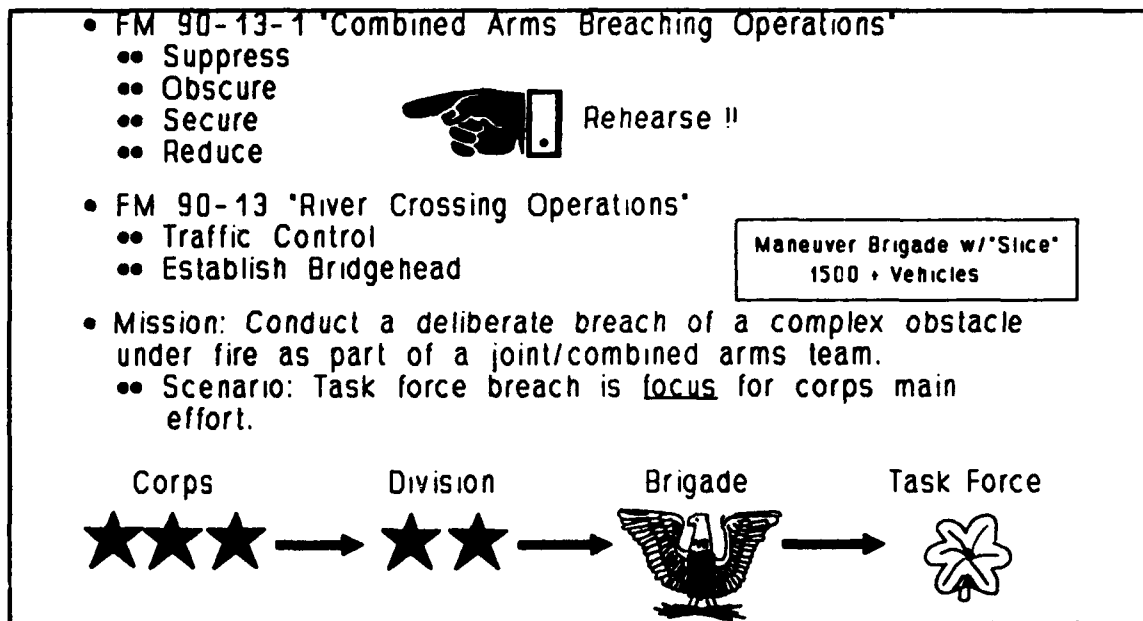 • FM 90-13-1 "Combined Arms Breaching Operations"
•• Suppress
•• Obscure
•• Secure
•• Reduce
Rehearse !!
• FM 90-13 "River Crossing Operations"
•• Traffic Control
•• Establish Bridgehead
Maneuver Brigade w/"Slice"
1500 + Vehicles
• Mission: Conduct a deliberate breach of a complex obstacle
under fire as part of a joint/combined arms team.
•• Scenario: Task force breach is focus for corps main
effort.
Corps Division Brigade Task Force